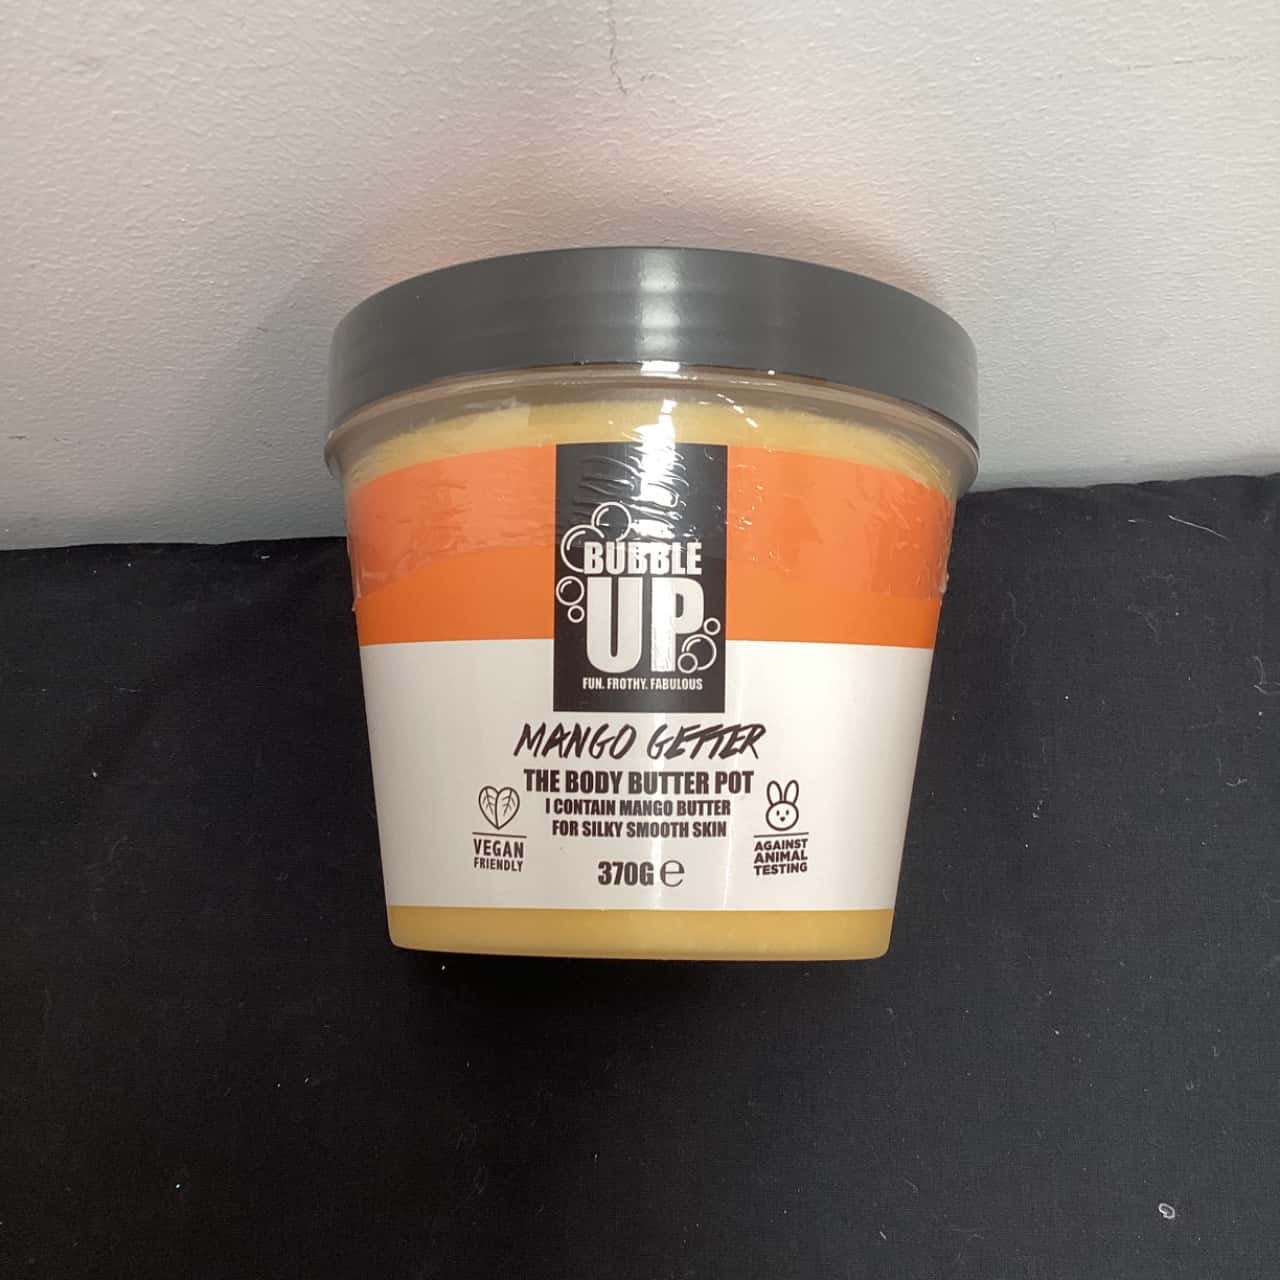 BUBBLE
UP
FUN. FROTHY. FABULOUS
MANGO GETTER
THE BODY BUTTER POT
I CONTAIN MANGO BUTTER
FOR SILKY SMOOTH SKIN
VEGAN
FRIENDLY
370G ℮
AGAINST
ANIMAL
TESTING